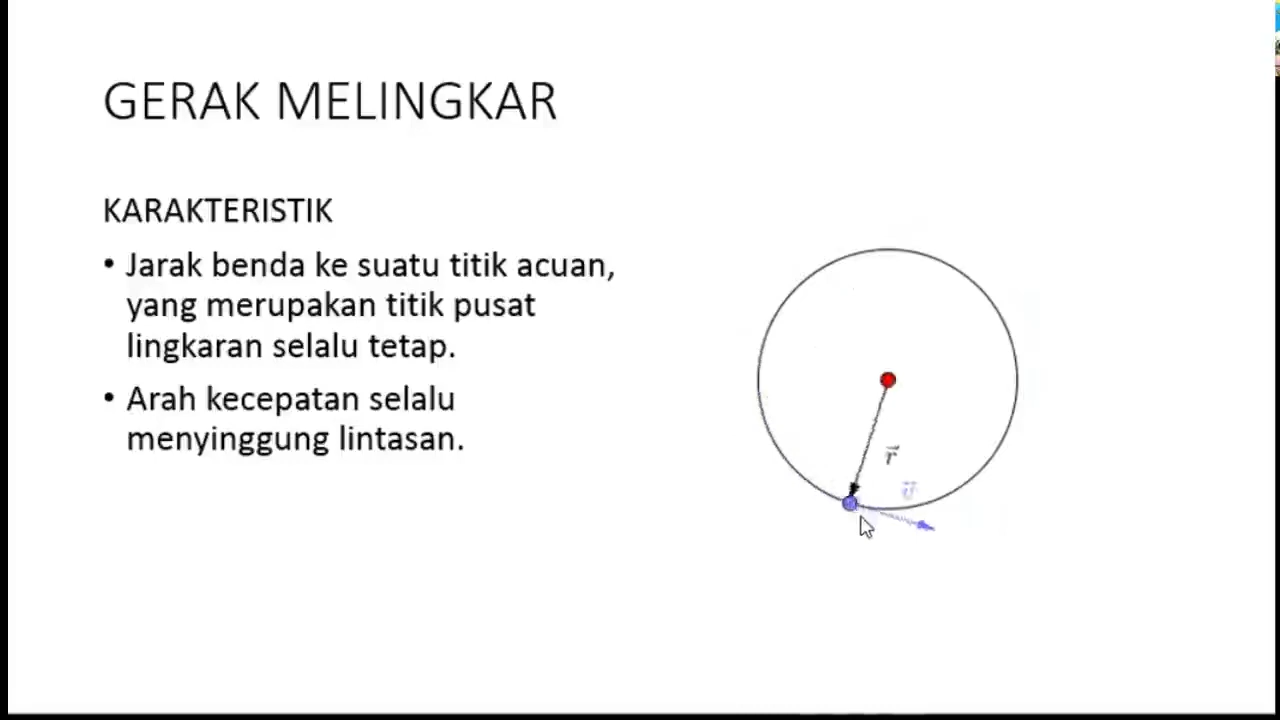 GERAK MELINGKAR
KARAKTERISTIK
• Jarak benda ke suatu titik acuan,
yang merupakan titik pusat
lingkaran selalu tetap.
• Arah kecepatan selalu
menyinggung lintasan.
r⃗
v⃗